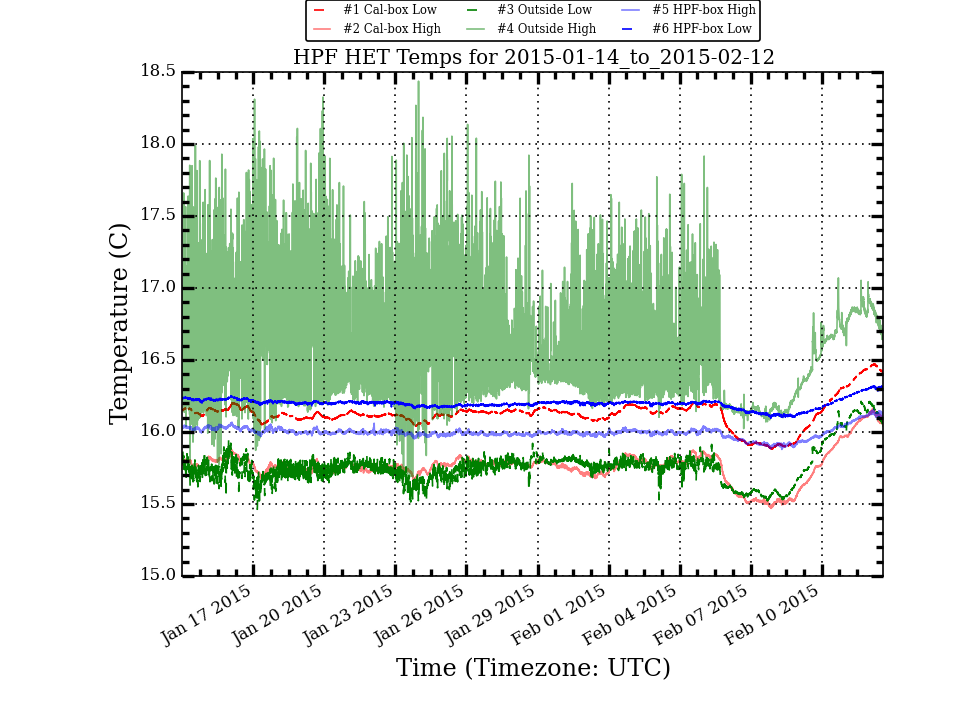 #1 Cal-box Low #3 Outside Low #5 HPF-box High
#2 Cal-box High #4 Outside High #6 HPF-box Low
HPF HET Temps for 2015-01-14_to_2015-02-12
18.5
18.0
17.5
17.0
16.5
16.0
15.5
15.0
Temperature (C)
Jan 17 2015 Jan 20 2015 Jan 23 2015 Jan 26 2015 Jan 29 2015 Feb 01 2015 Feb 04 2015 Feb 07 2015 Feb 10 2015
Time (Timezone: UTC)